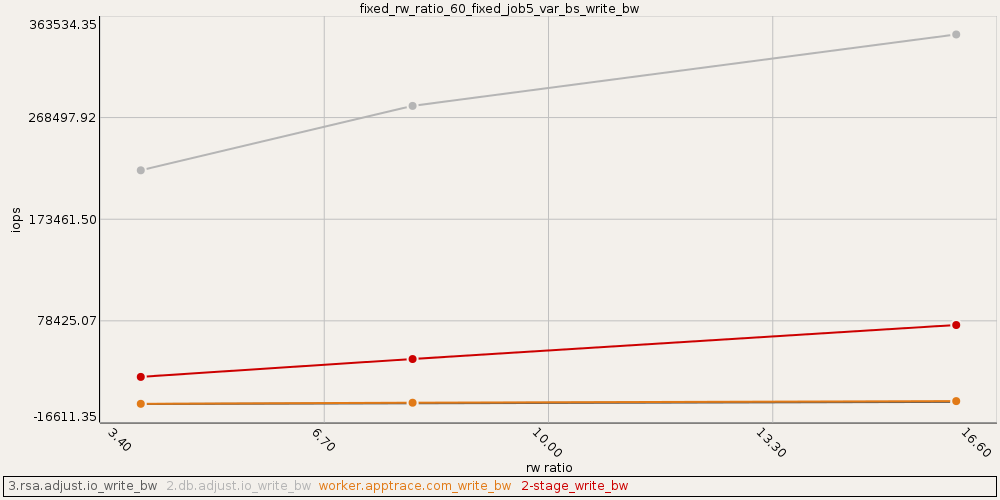 fixed_rw_ratio_60_fixed_job5_var_bs_write_bw
363534.35
268497.92
173461.50
78425.07
-16611.35
iops
3.40 6.70 10.00 13.30 16.60
rw ratio
3.rsa.adjust.io_write_bw 2.db.adjust.io_write_bw worker.apptrace.com_write_bw 2-stage_write_bw